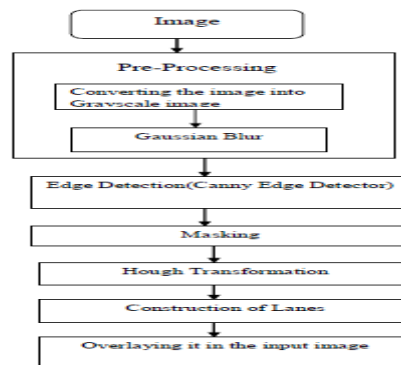 Image
Pre-Processing
Converting the image into
Grayscale image
Gaussian Blur
Edge Detection(Canny Edge Detector)
Masking
Hough Transformation
Construction of Lanes
Overlaying it in the input image